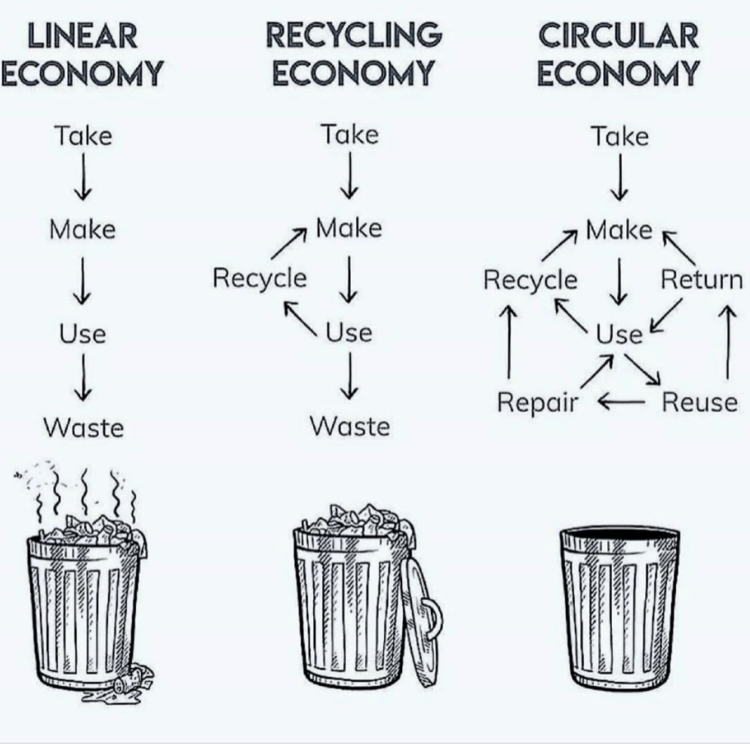 LINEAR
ECONOMY
Take
Make
Use
Waste
RECYCLING
ECONOMY
Take
Make
Recycle
Use
Waste
CIRCULAR
ECONOMY
Take
Make
Recycle
Return
Use
Repair
Reuse